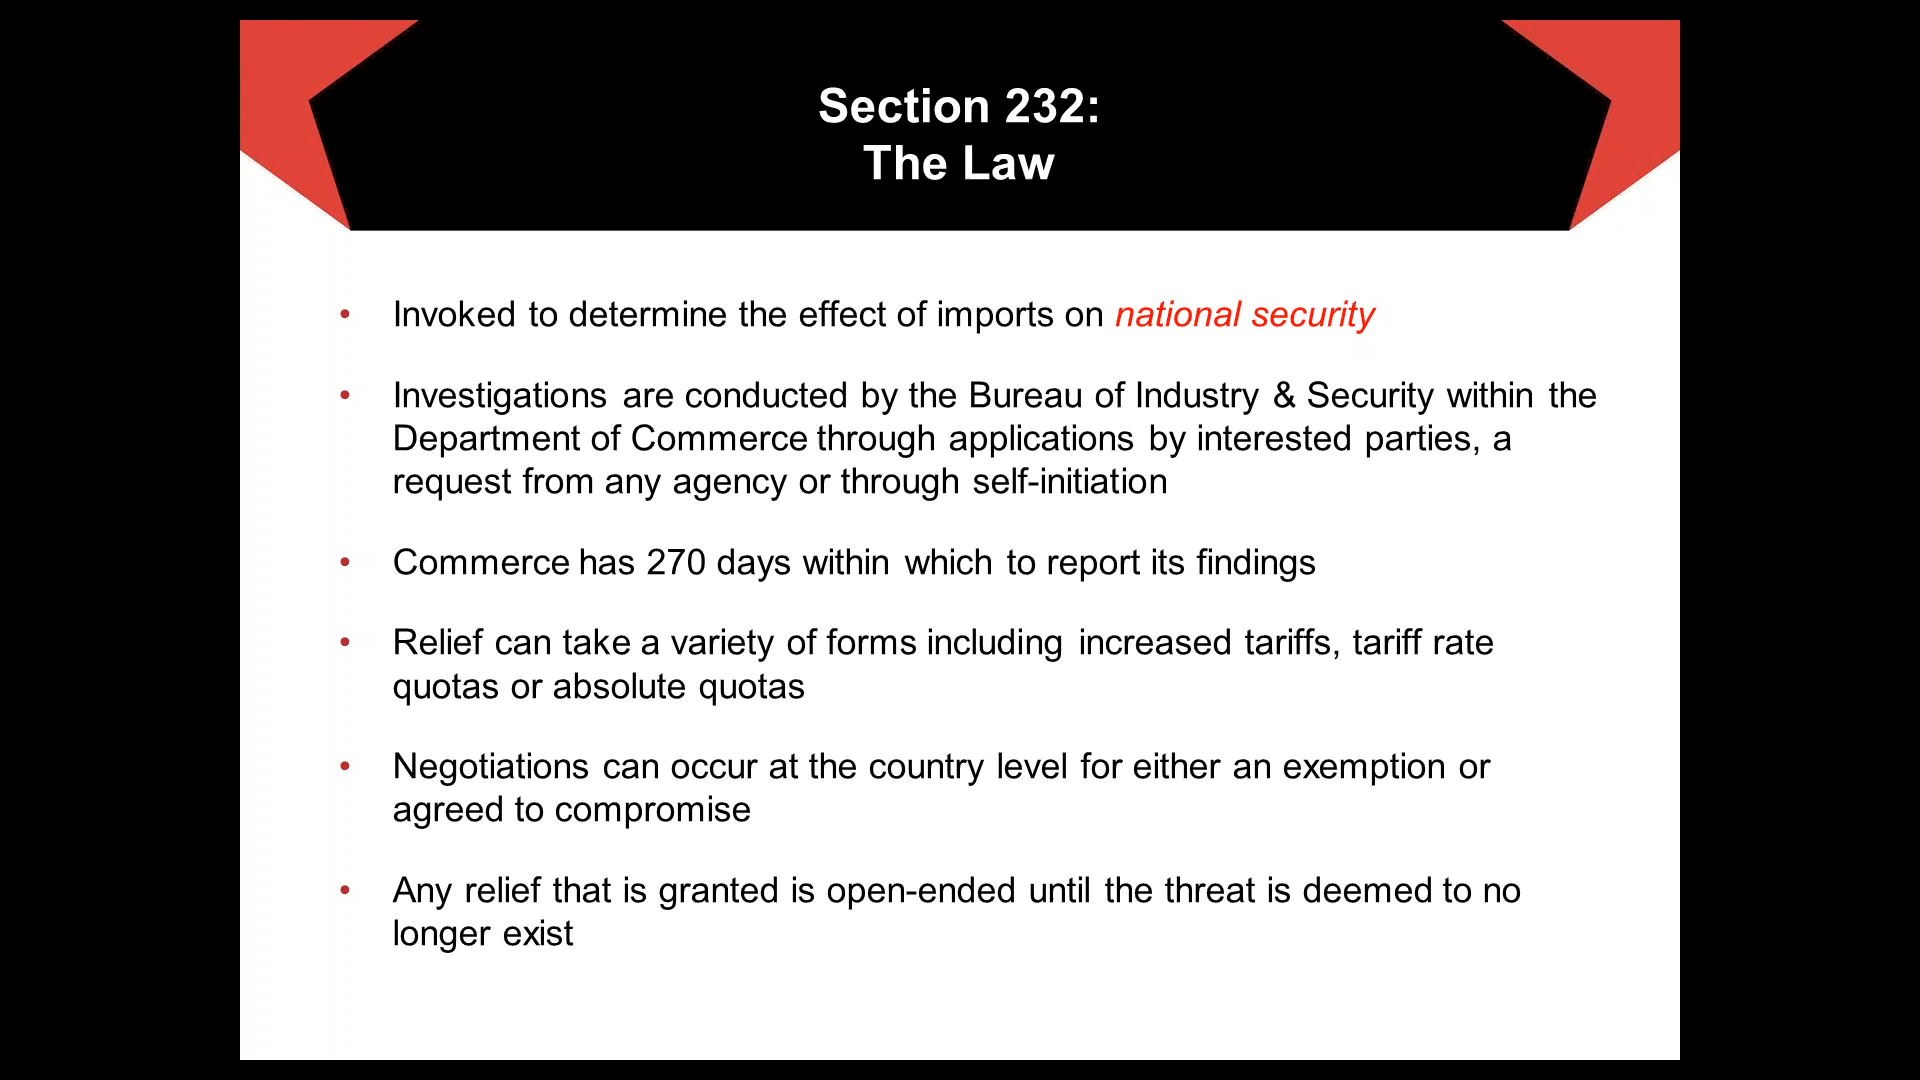 Section 232:
The Law
• Invoked to determine the effect of imports on national security
• Investigations are conducted by the Bureau of Industry & Security within the
Department of Commerce through applications by interested parties, a
request from any agency or through self-initiation
• Commerce has 270 days within which to report its findings
• Relief can take a variety of forms including increased tariffs, tariff rate
quotas or absolute quotas
• Negotiations can occur at the country level for either an exemption or
agreed to compromise
• Any relief that is granted is open-ended until the threat is deemed to no
longer exist